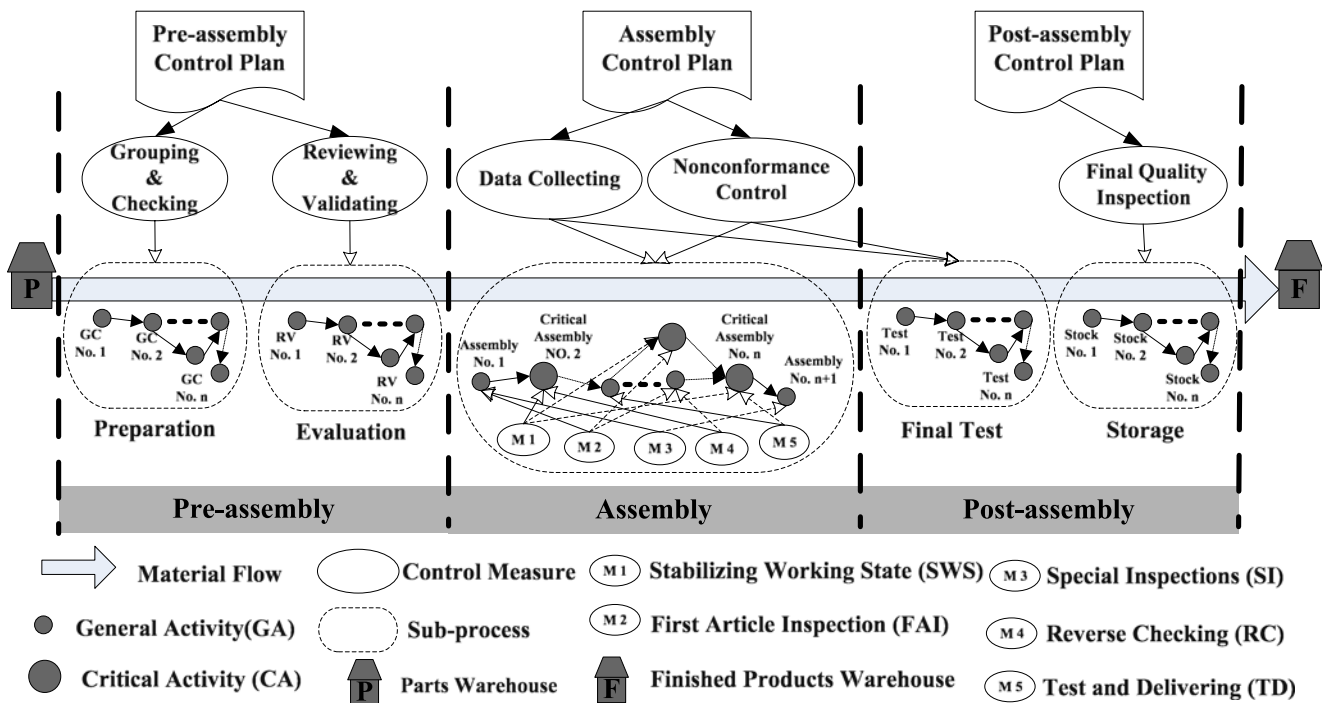 Pre-assembly
Control Plan
Assembly
Control Plan
Post-assembly
Control Plan
Grouping
&
Checking
Reviewing
&
Validating
Data Collecting
Nonconformance
Control
Final Quality
Inspection
P
F
GC
No. 1
GC
No. 2
GC
No. n
RV
No. 1
RV
No. 2
RV
No. n
Assembly
No. 1
Critical
Assembly
NO. 2
Critical
Assembly
No. n
Assembly
No. n+1
Test
No. 1
Test
No. 2
Test
No. n
Stock
No. 1
Stock
No. 2
Stock
No. n
M 1
M 2
M 3
M 4
M 5
Preparation
Evaluation
Final Test
Storage
Pre-assembly
Assembly
Post-assembly
Material Flow
Control Measure
M 1 Stabilizing Working State (SWS)
M 3 Special Inspections (SI)
General Activity(GA)
Sub-process
M 2 First Article Inspection (FAI)
M 4 Reverse Checking (RC)
Critical Activity (CA)
P Parts Warehouse
F Finished Products Warehouse
M 5 Test and Delivering (TD)